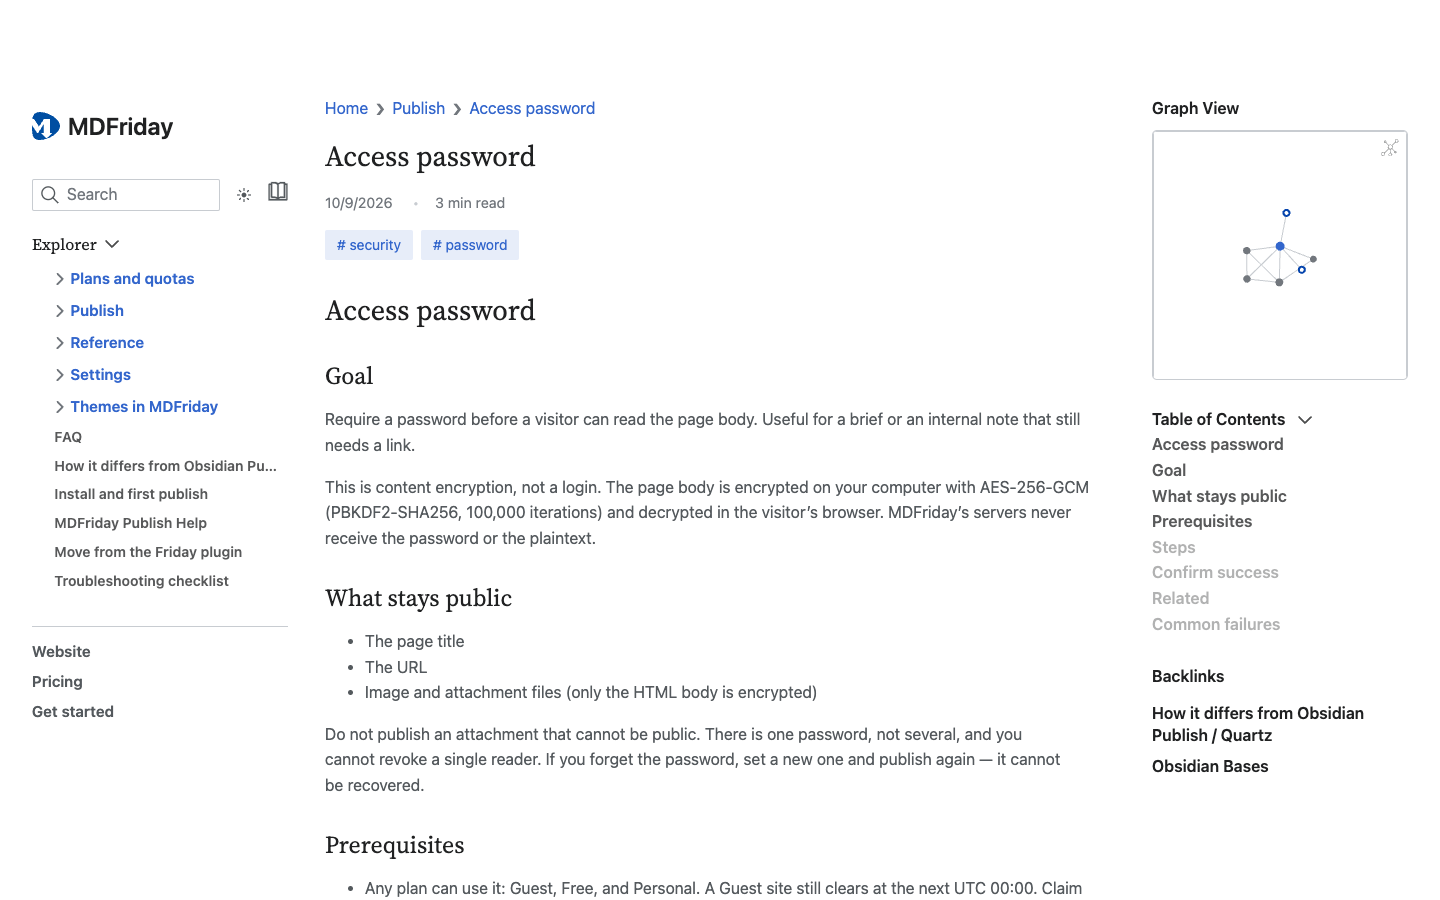 MDFriday
Search
Explorer
Plans and quotas
Publish
Reference
Settings
Themes in MDFriday
FAQ
How it differs from Obsidian Pu...
Install and first publish
MDFriday Publish Help
Move from the Friday plugin
Troubleshooting checklist
Website
Pricing
Get started
Home > Publish > Access password
Access password
10/9/2026 • 3 min read
# security # password
Access password
Goal
Require a password before a visitor can read the page body. Useful for a brief or an internal note that still
needs a link.
This is content encryption, not a login. The page body is encrypted on your computer with AES-256-GCM
(PBKDF2-SHA256, 100,000 iterations) and decrypted in the visitor’s browser. MDFriday’s servers never
receive the password or the plaintext.
What stays public
• The page title
• The URL
• Image and attachment files (only the HTML body is encrypted)
Do not publish an attachment that cannot be public. There is one password, not several, and you
cannot revoke a single reader. If you forget the password, set a new one and publish again — it cannot
be recovered.
Prerequisites
• Any plan can use it: Guest, Free, and Personal. A Guest site still clears at the next UTC 00:00. Claim
Graph View
Table of Contents
Access password
Goal
What stays public
Prerequisites
Steps
Confirm success
Related
Common failures
Backlinks
How it differs from Obsidian
Publish / Quartz
Obsidian Bases